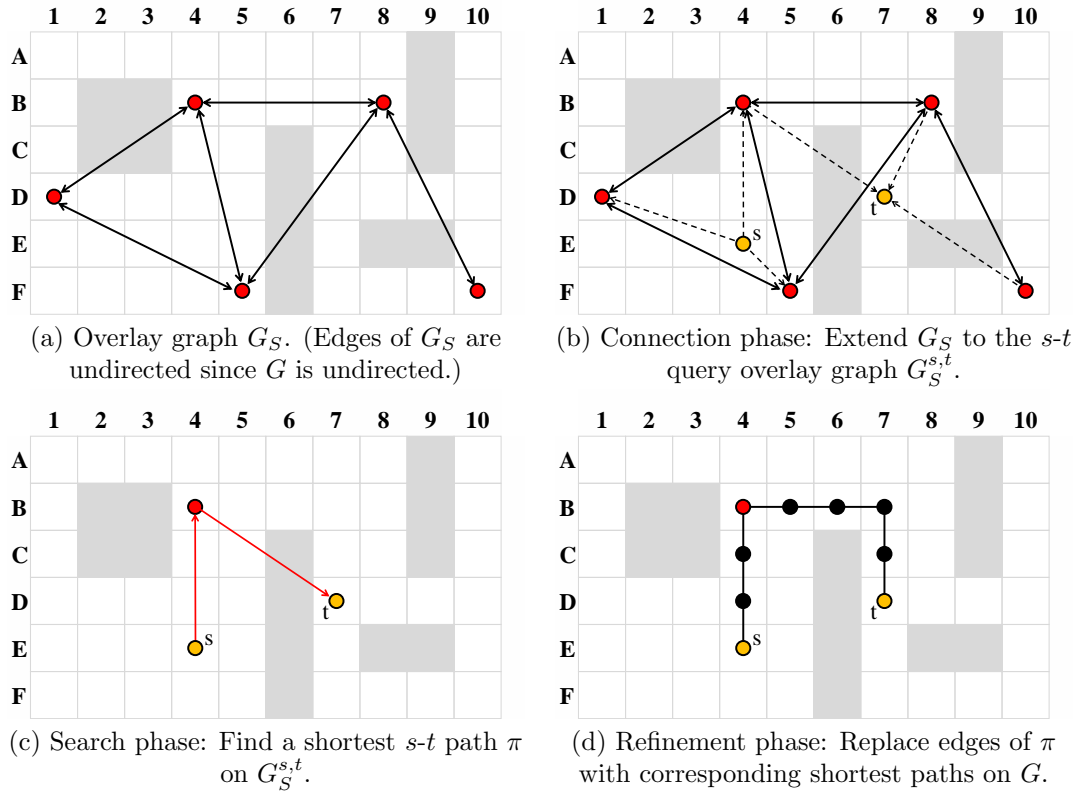 1 2 3 4 5 6 7 8 9 10
A
B
C
D
E
F
(a) Overlay graph G_S. (Edges of G_S are
undirected since G is undirected.)
1 2 3 4 5 6 7 8 9 10
A
B
C
D
t
E
s
F
(b) Connection phase: Extend G_S to the s-t
query overlay graph G_S^{s,t}.
1 2 3 4 5 6 7 8 9 10
A
B
C
D
t
E
s
F
(c) Search phase: Find a shortest s-t path π
on G_S^{s,t}.
1 2 3 4 5 6 7 8 9 10
A
B
C
D
t
E
s
F
(d) Refinement phase: Replace edges of π
with corresponding shortest paths on G.